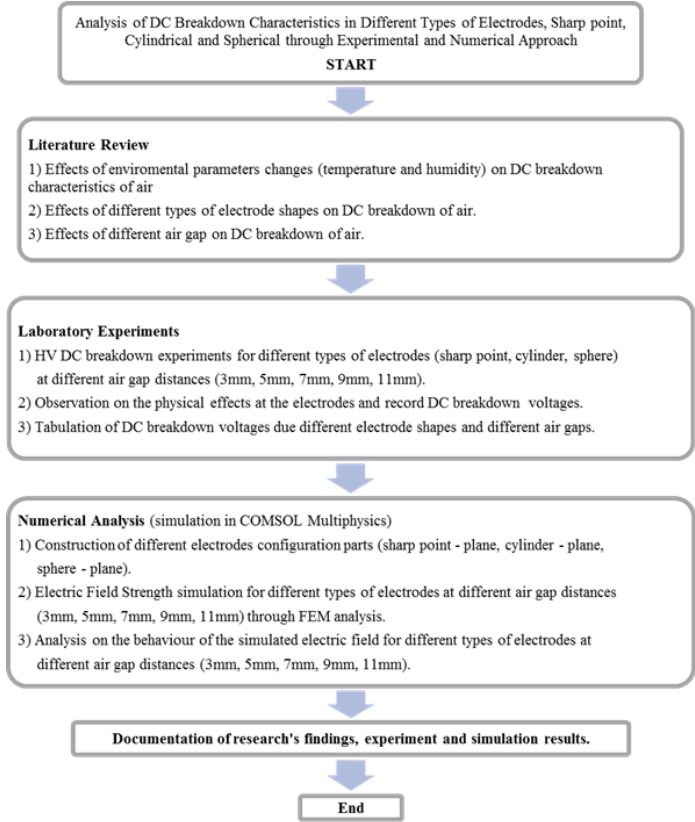 Analysis of DC Breakdown Characteristics in Different Types of Electrodes, Sharp point,
Cylindrical and Spherical through Experimental and Numerical Approach
START
Literature Review
1) Effects of enviromental parameters changes (temperature and humidity) on DC breakdown
characteristics of air
2) Effects of different types of electrode shapes on DC breakdown of air.
3) Effects of different air gap on DC breakdown of air.
Laboratory Experiments
1) HV DC breakdown experiments for different types of electrodes (sharp point, cylinder, sphere)
at different air gap distances (3mm, 5mm, 7mm, 9mm, 11mm).
2) Observation on the physical effects at the electrodes and record DC breakdown voltages.
3) Tabulation of DC breakdown voltages due different electrode shapes and different air gaps.
Numerical Analysis (simulation in COMSOL Multiphysics)
1) Construction of different electrodes configuration parts (sharp point - plane, cylinder - plane,
sphere - plane).
2) Electric Field Strength simulation for different types of electrodes at different air gap distances
(3mm, 5mm, 7mm, 9mm, 11mm) through FEM analysis.
3) Analysis on the behaviour of the simulated electric field for different types of electrodes at
different air gap distances (3mm, 5mm, 7mm, 9mm, 11mm).
Documentation of research's findings, experiment and simulation results.
End